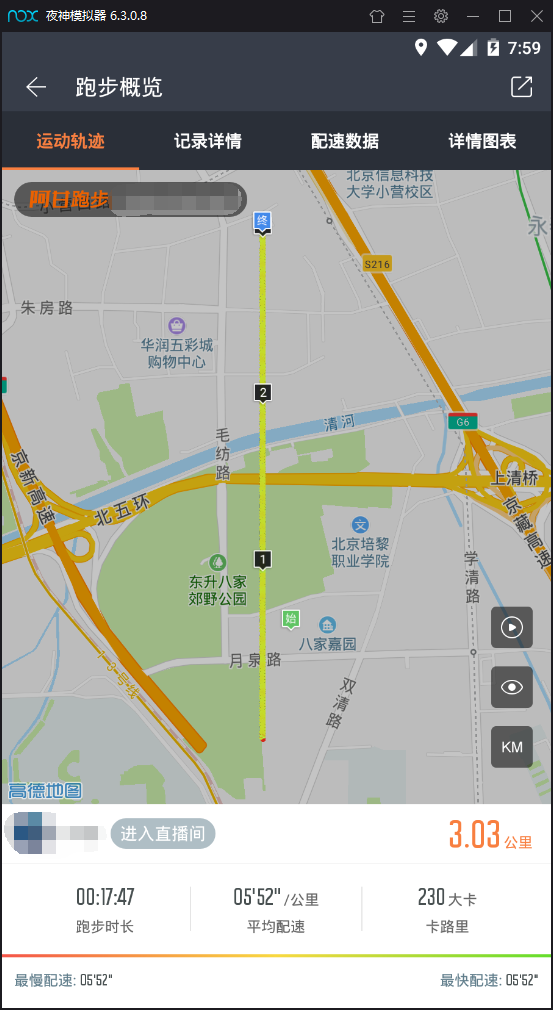 nox 夜神模拟器 6.3.0.8
7:59
跑步概览
运动轨迹 记录详情 配速数据 详情图表
阿甘跑步
北京信息科技
大学小营校区
终
永
S216
朱房路
华润五彩城
购物中心
2
清河
G6
毛纺路
京新高速
上清桥
北五环
京藏高速
文
北京培黎
职业学院
1
学清路
东升八家
郊野公园
始
八家嘉园
月泉路
13号线
双清路
KM
高德地图
进入直播间
3.03 公里
00:17:47 05'52" /公里 230 大卡
跑步时长 平均配速 卡路里
最慢配速: 05'52" 最快配速: 05'52"